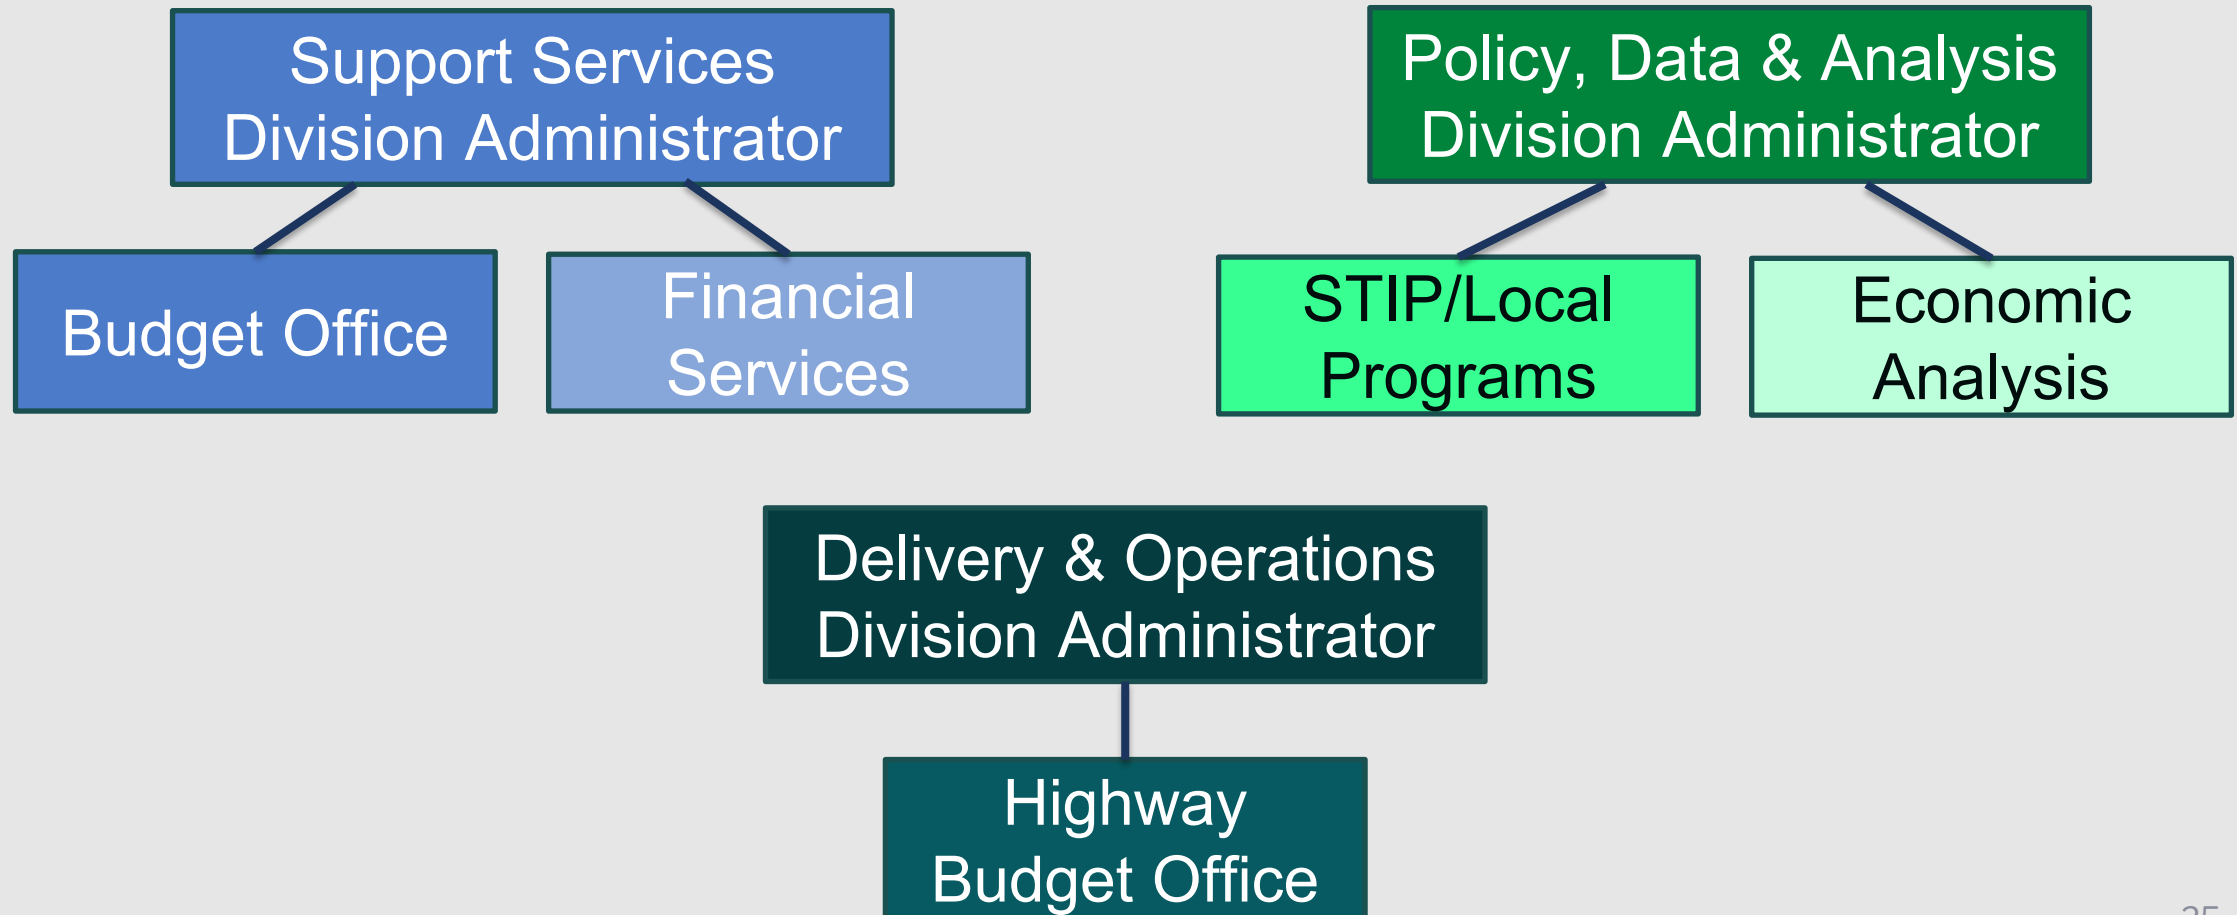 Support Services
Division Administrator
Policy, Data & Analysis
Division Administrator
Budget Office
Financial
Services
STIP/Local
Programs
Economic
Analysis
Delivery & Operations
Division Administrator
Highway
Budget Office